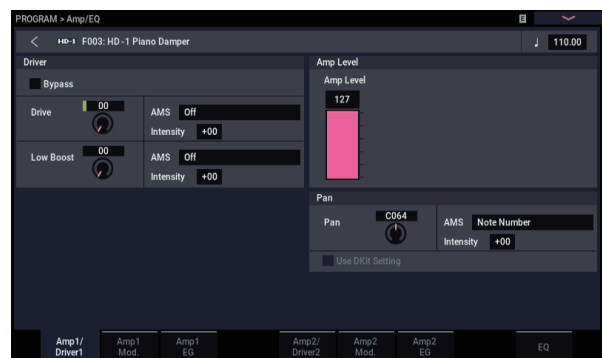 PROGRAM > Amp/EQ
E
HD-1 F003: HD-1 Piano Damper
♩ 110.00
Driver
Bypass
Drive 00
AMS Off
Intensity +00
Low Boost 00
AMS Off
Intensity +00
Amp Level
Amp Level
127
Pan
Pan C064
AMS Note Number
Intensity +00
Use DKit Setting
Amp1/
Driver1
Amp1
Mod.
Amp1
EG
Amp2/
Driver2
Amp2
Mod.
Amp2
EG
EQ